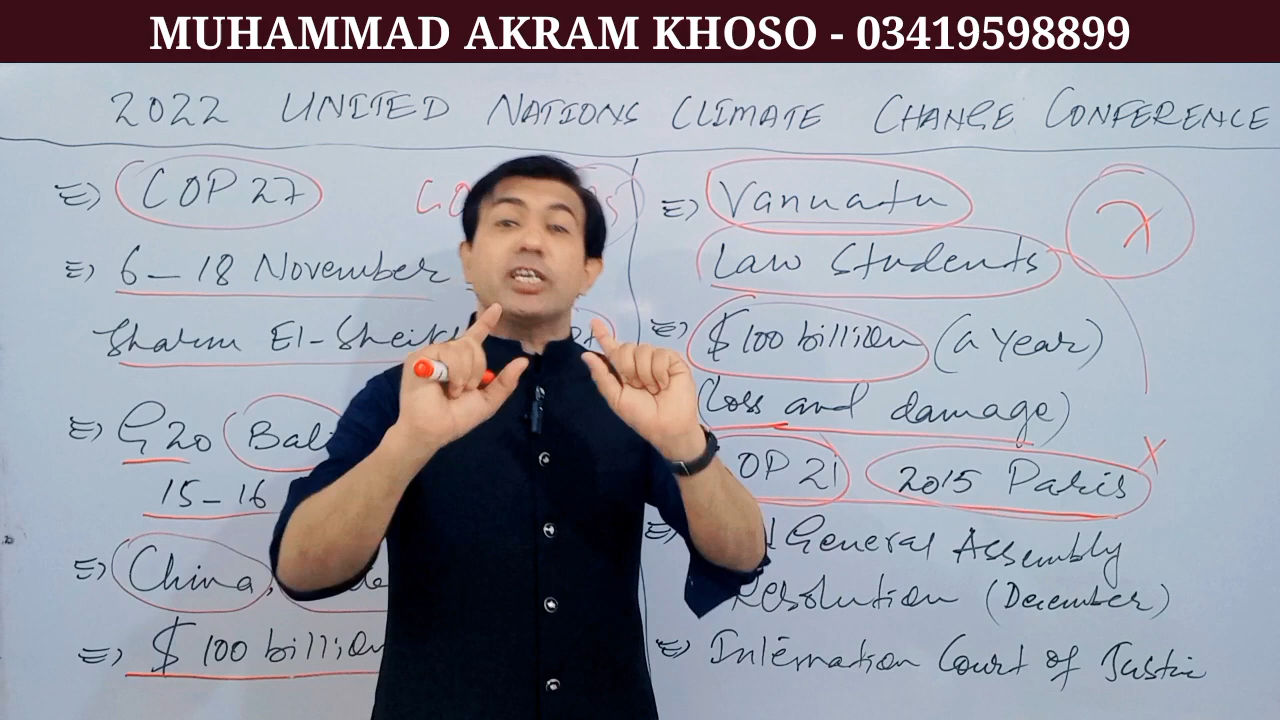 MUHAMMAD AKRAM KHOSO - 03419598899
2022 UNITED NATIONS CLIMATE CHANGE CONFERENCE
COP 27
6 - 18 November
Sharm El-Sheikh
G20 Bali
15 - 16
China,
$ 100 billion
Vanuatu
Law Students
$ 100 billion (a Year)
(loss and damage)
OP 21 2015 Paris X
General Assembly
Resolution (December)
Internation Court of Justice